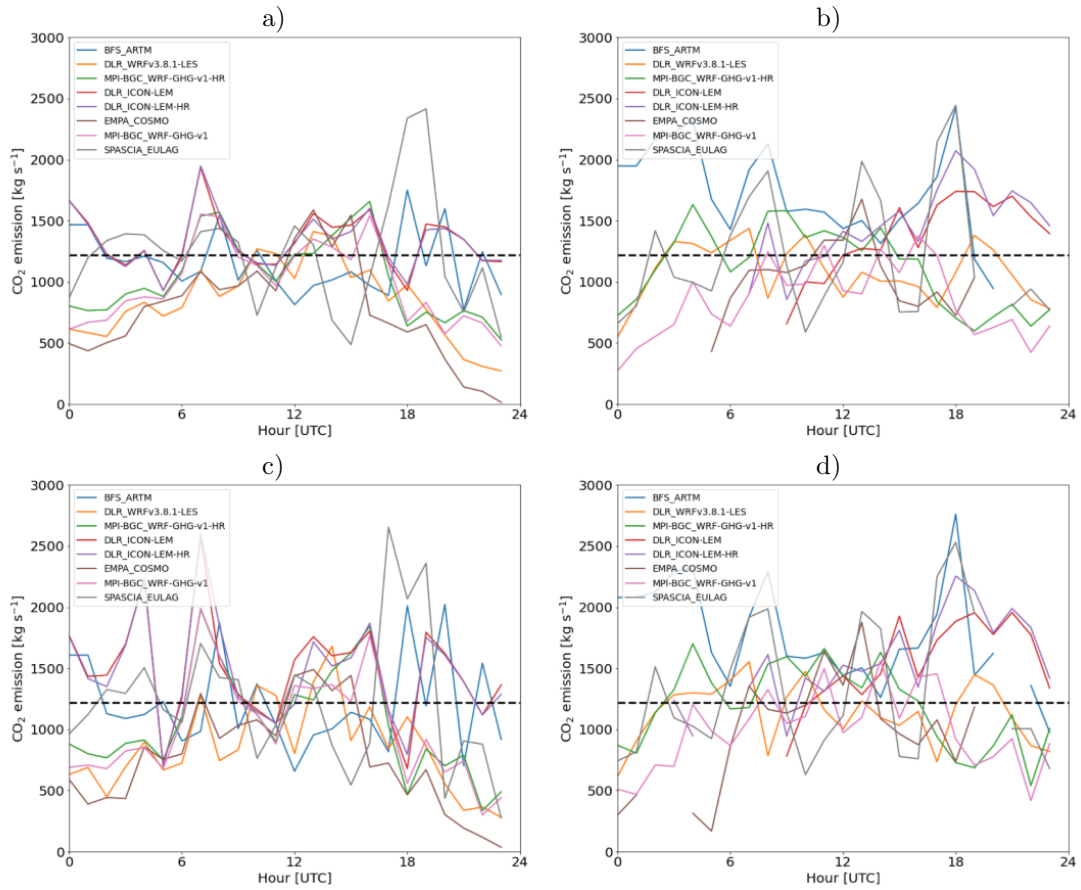 a)
CO₂ emission [kg s⁻¹]
3000
2500
2000
1500
1000
500
0
BFS_ARTM
DLR_WRFv3.8.1-LES
MPI-BGC_WRF-GHG-v1-HR
DLR_ICON-LEM
DLR_ICON-LEM-HR
EMPA_COSMO
MPI-BGC_WRF-GHG-v1
SPASCIA_EULAG
0 6 12 18 24
Hour [UTC]
b)
CO₂ emission [kg s⁻¹]
3000
2500
2000
1500
1000
500
0
BFS_ARTM
DLR_WRFv3.8.1-LES
MPI-BGC_WRF-GHG-v1-HR
DLR_ICON-LEM
DLR_ICON-LEM-HR
EMPA_COSMO
MPI-BGC_WRF-GHG-v1
SPASCIA_EULAG
0 6 12 18 24
Hour [UTC]
c)
CO₂ emission [kg s⁻¹]
3000
2500
2000
1500
1000
500
0
BFS_ARTM
DLR_WRFv3.8.1-LES
MPI-BGC_WRF-GHG-v1-HR
DLR_ICON-LEM
DLR_ICON-LEM-HR
EMPA_COSMO
MPI-BGC_WRF-GHG-v1
SPASCIA_EULAG
0 6 12 18 24
Hour [UTC]
d)
CO₂ emission [kg s⁻¹]
3000
2500
2000
1500
1000
500
0
BFS_ARTM
DLR_WRFv3.8.1-LES
MPI-BGC_WRF-GHG-v1-HR
DLR_ICON-LEM
DLR_ICON-LEM-HR
EMPA_COSMO
MPI-BGC_WRF-GHG-v1
SPASCIA_EULAG
0 6 12 18 24
Hour [UTC]